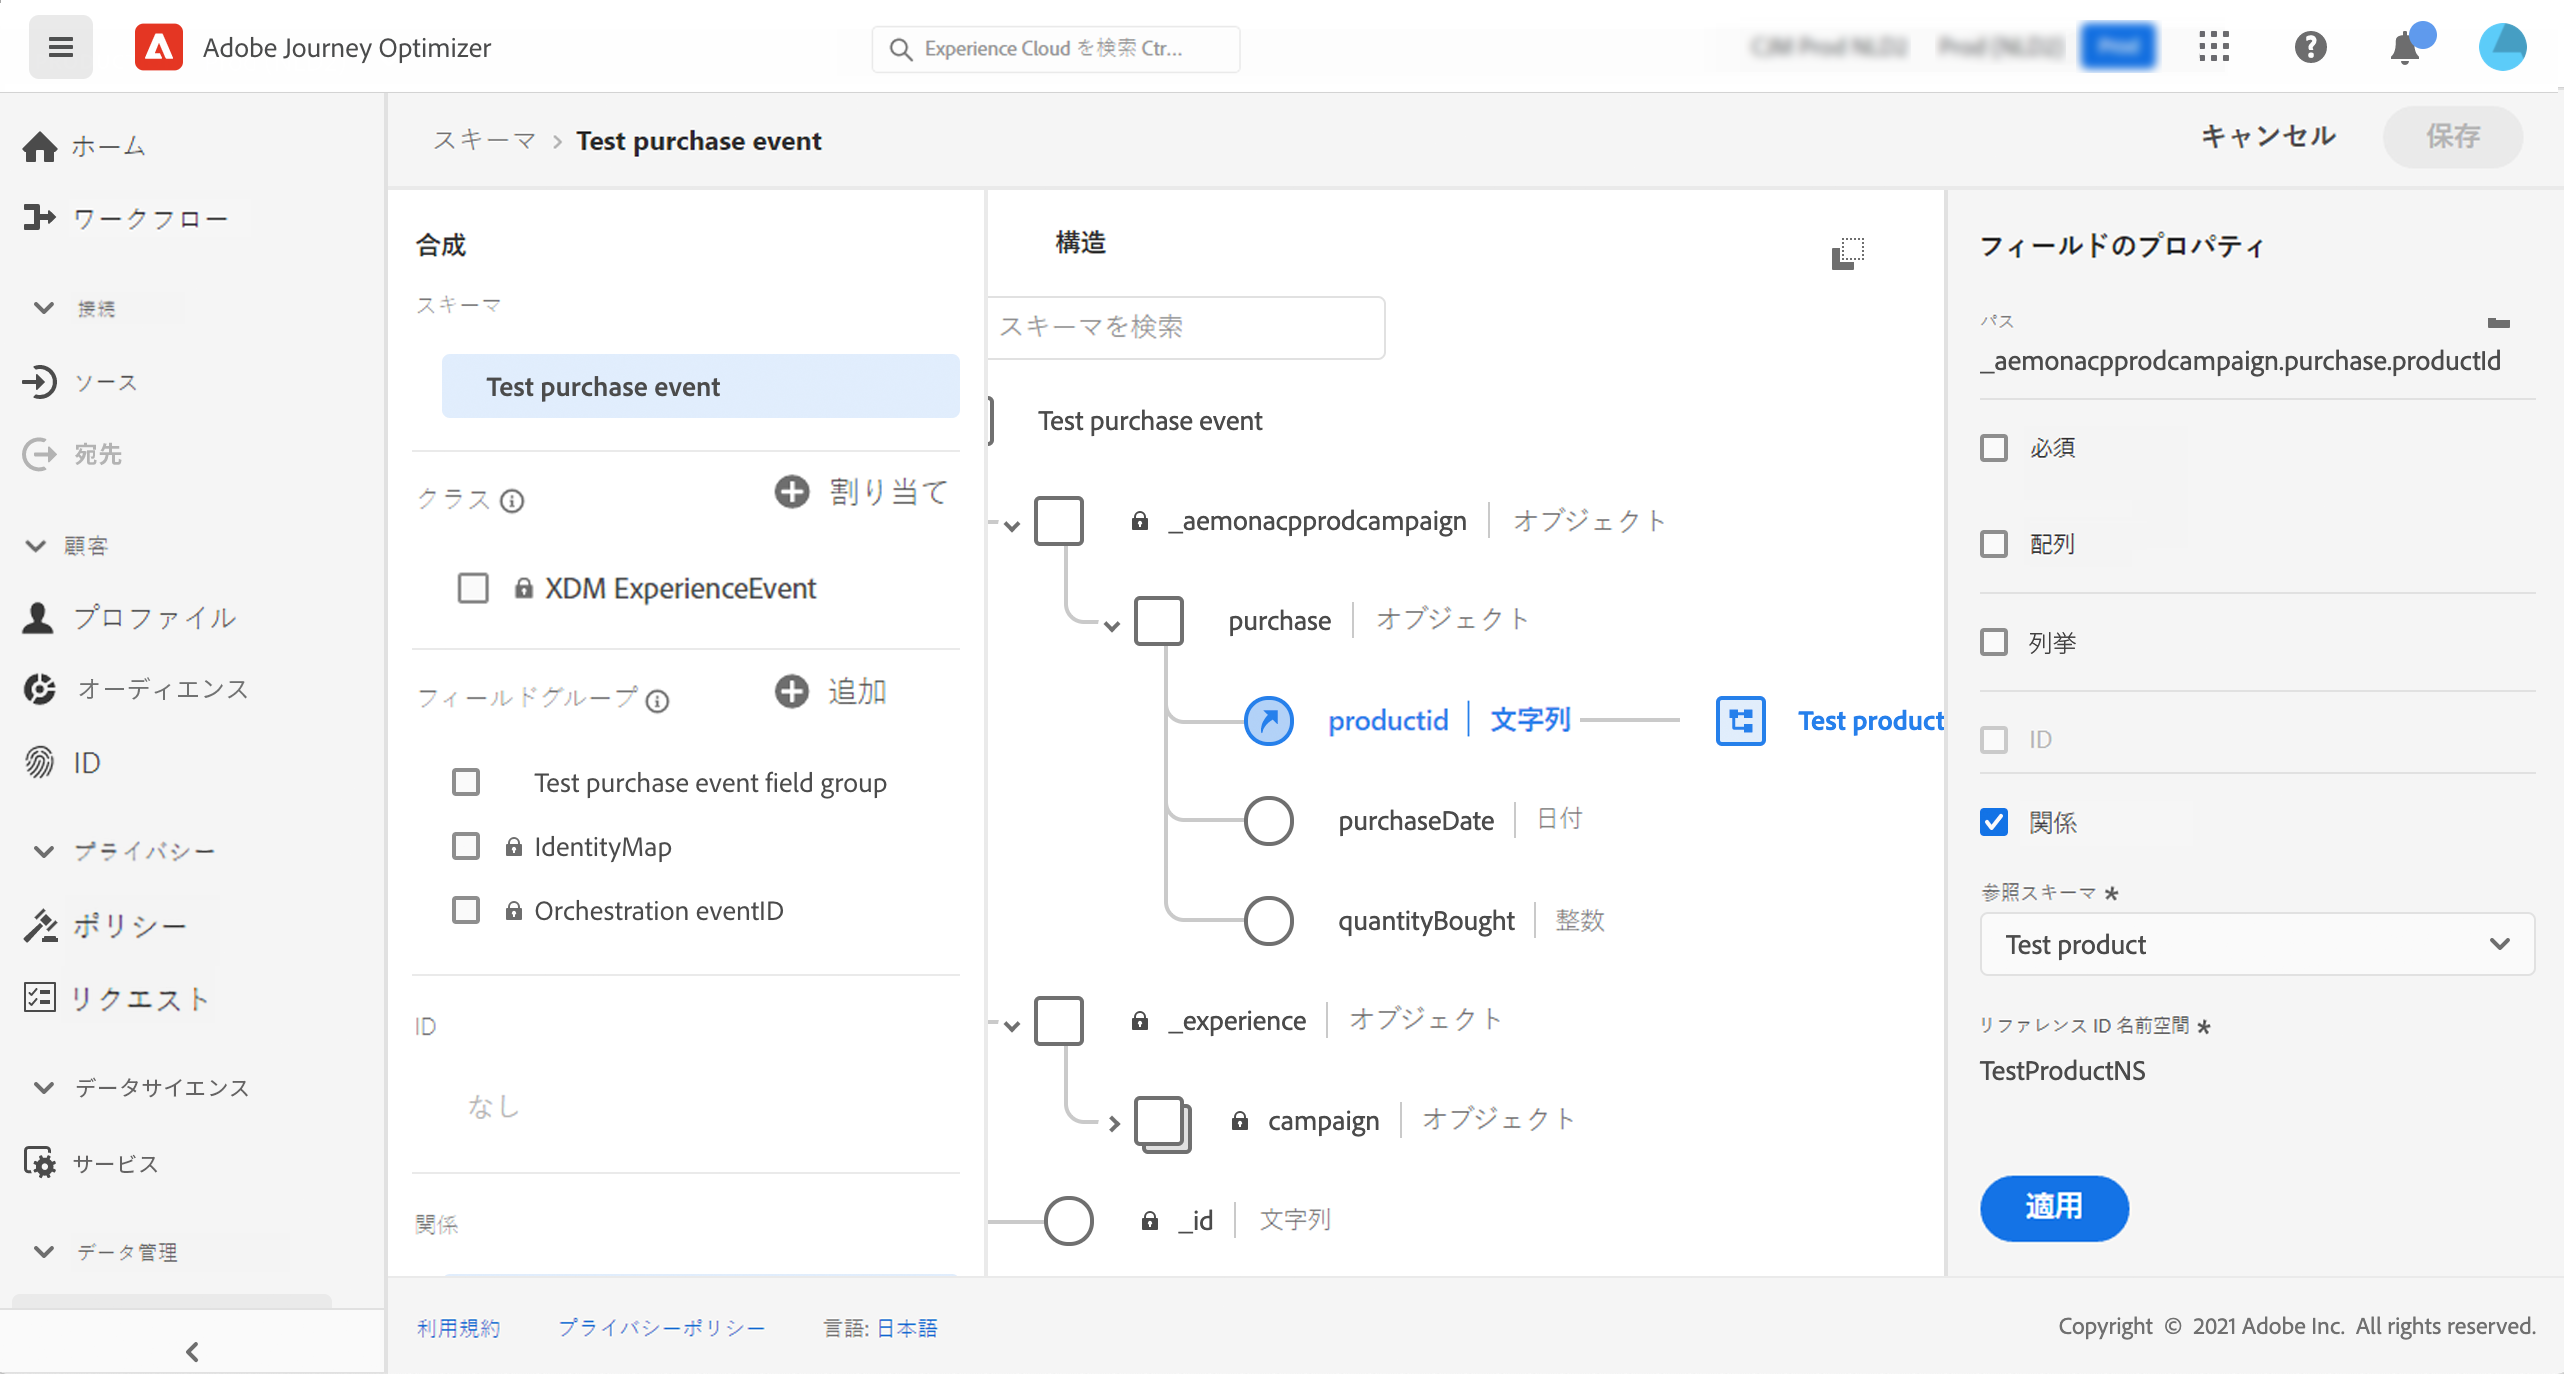 Adobe Journey Optimizer
Experience Cloud を検索 Ctr...
ホーム
ワークフロー
接続
ソース
宛先
顧客
プロファイル
オーディエンス
ID
プライバシー
ポリシー
リクエスト
データサイエンス
サービス
データ管理
スキーマ > Test purchase event
キャンセル
保存
合成
スキーマ
Test purchase event
クラス
割り当て
XDM ExperienceEvent
フィールドグループ
追加
Test purchase event field group
IdentityMap
Orchestration eventID
ID
なし
関係
構造
スキーマを検索
Test purchase event
_aemonacpprodcampaign | オブジェクト
purchase | オブジェクト
productid | 文字列
Test product
purchaseDate | 日付
quantityBought | 整数
_experience | オブジェクト
campaign | オブジェクト
_id | 文字列
フィールドのプロパティ
パス
_aemonacpprodcampaign.purchase.productId
必須
配列
列挙
ID
関係
参照スキーマ *
Test product
リファレンス ID 名前空間 *
TestProductNS
適用
利用規約
プライバシーポリシー
言語: 日本語
Copyright © 2021 Adobe Inc. All rights reserved.